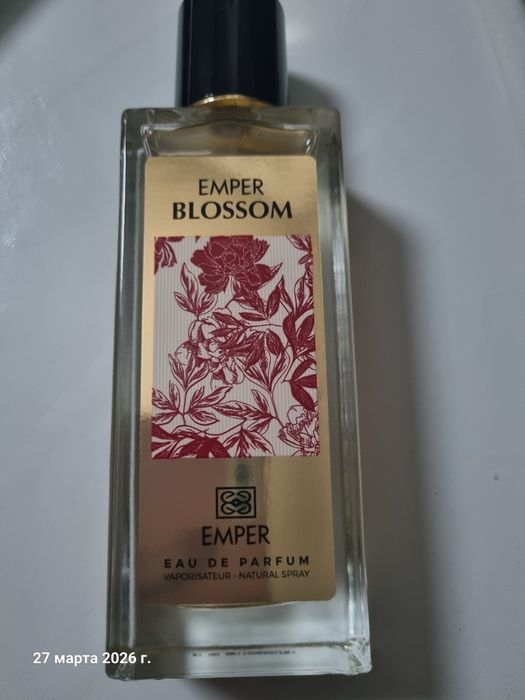 EMPER
BLOSSOM
EMPER
EAU DE PARFUM
VAPORISATEUR - NATURAL SPRAY
27 марта 2026 г.